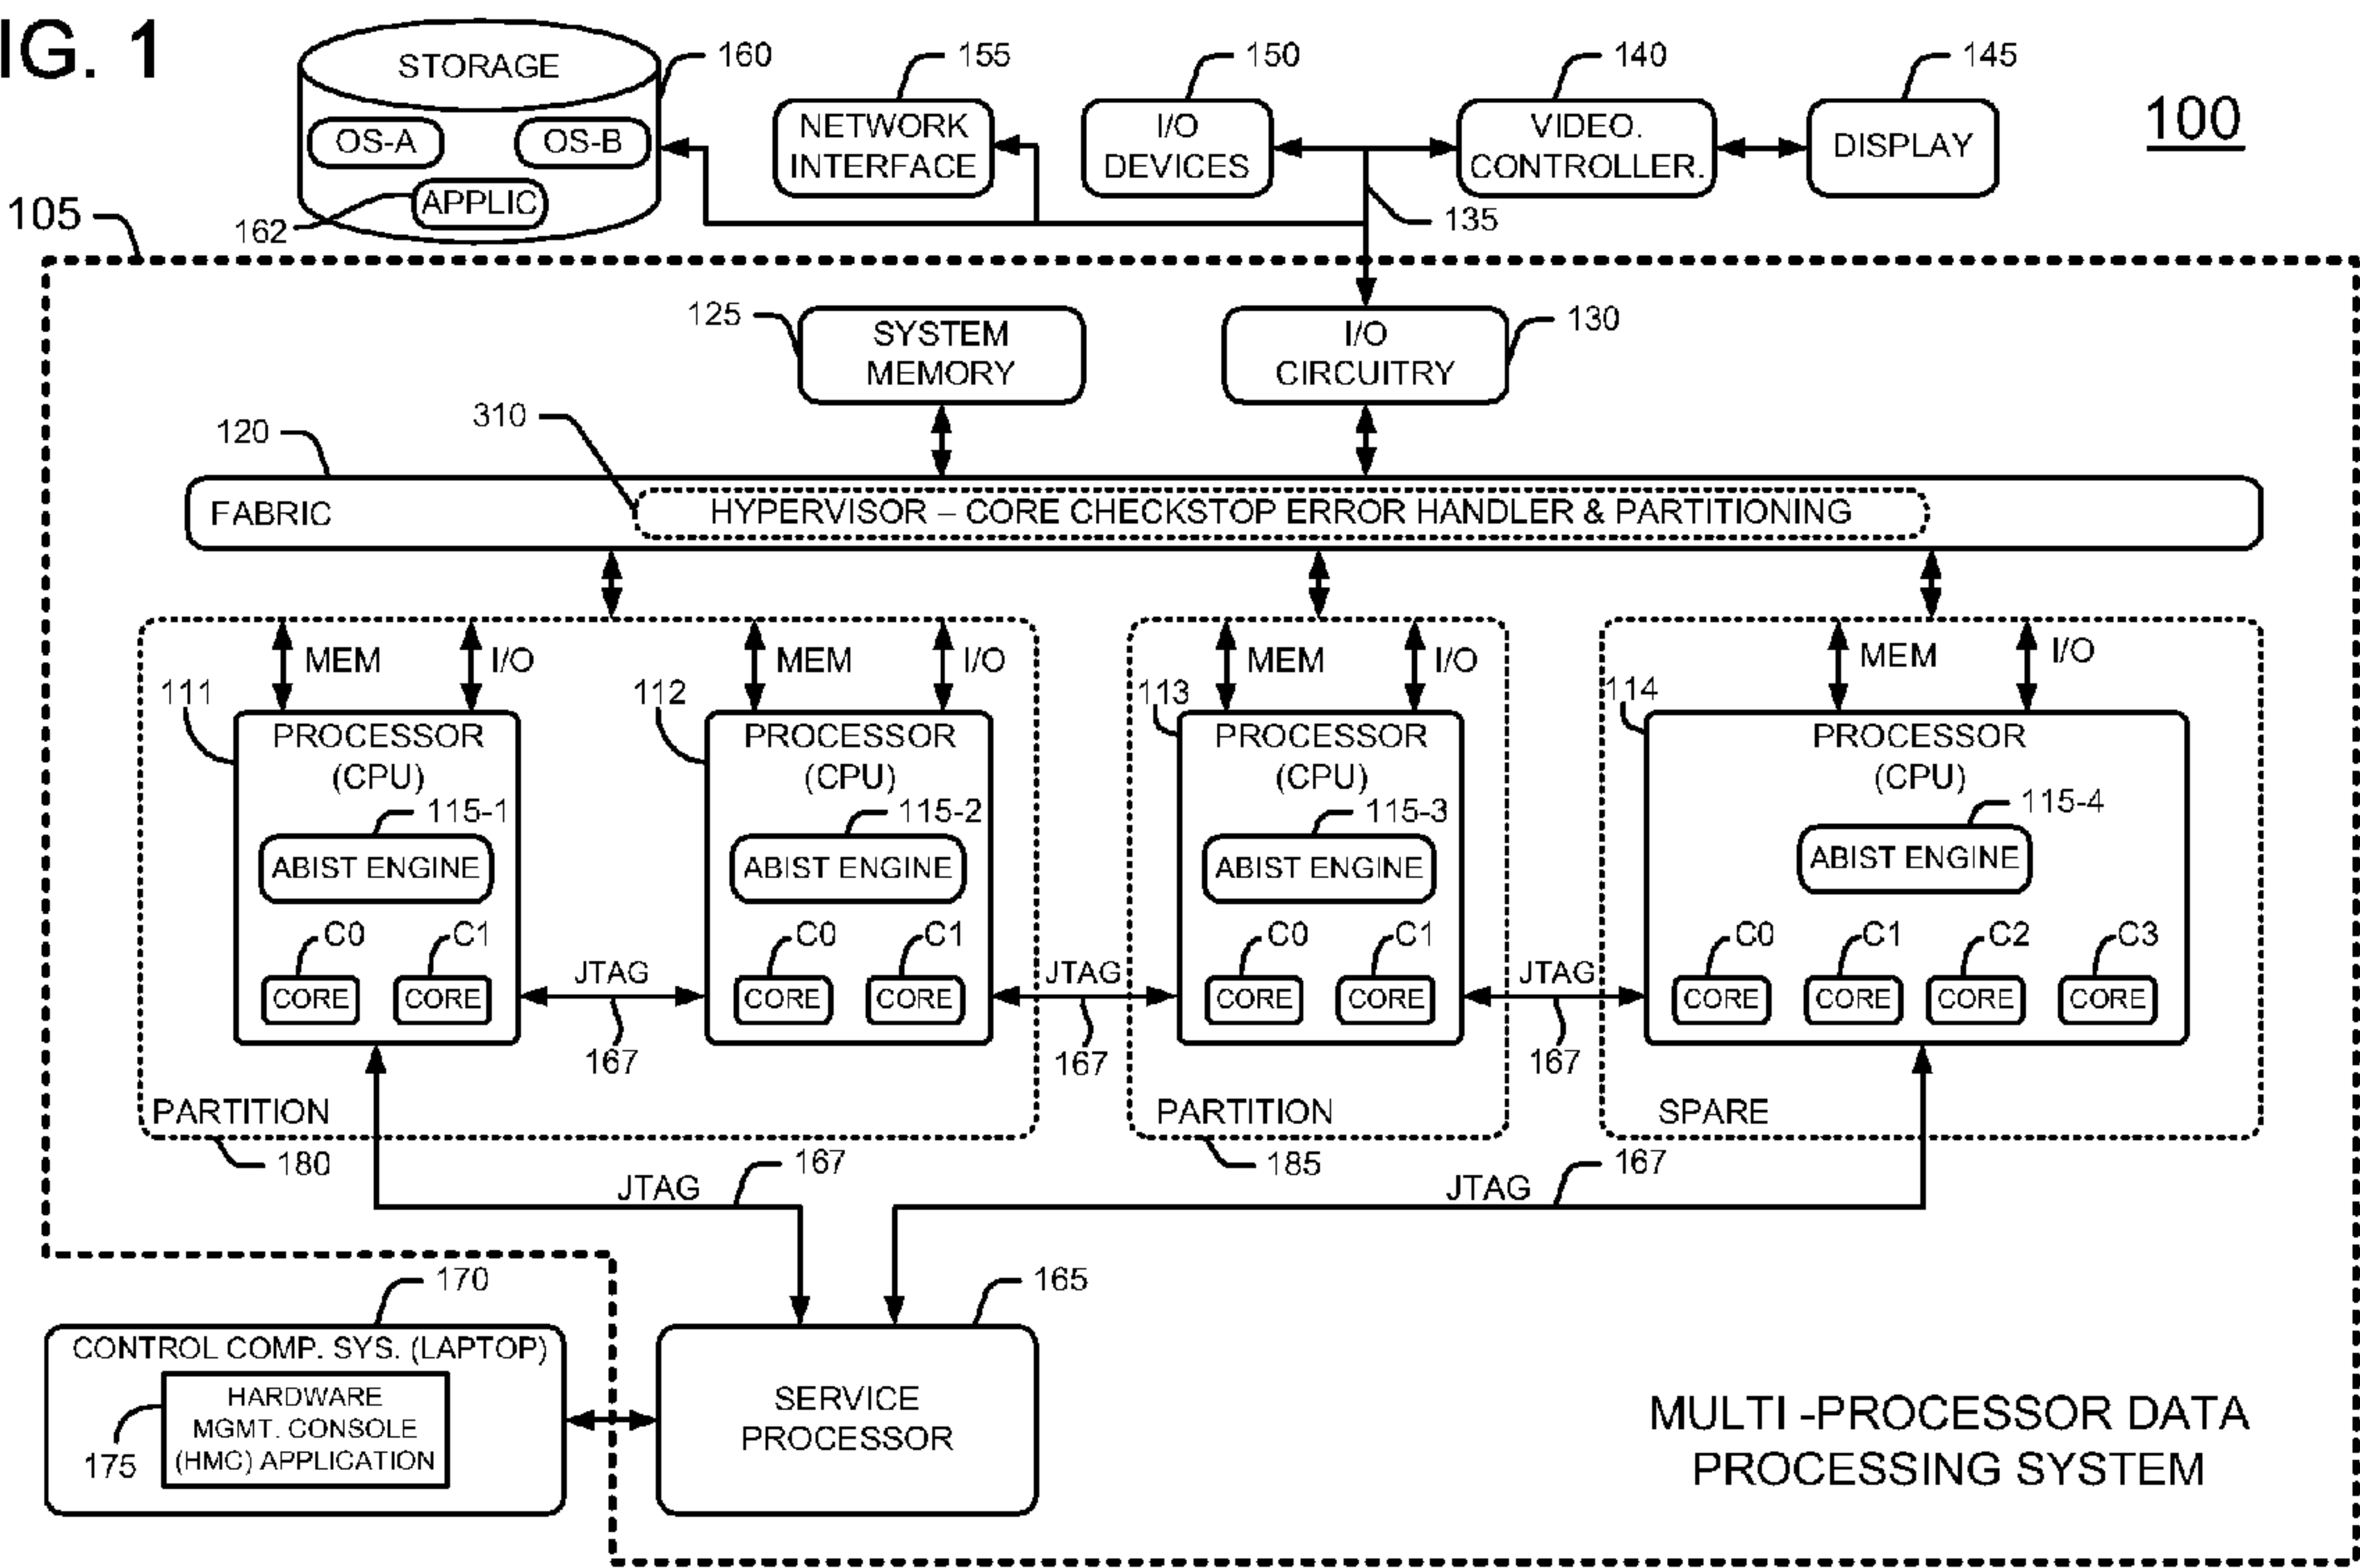 IG. 1
160
155
150
140
145
100
STORAGE
OS-A
OS-B
APPLIC
162
NETWORK
INTERFACE
I/O
DEVICES
VIDEO.
CONTROLLER.
DISPLAY
135
105
125
SYSTEM
MEMORY
I/O
CIRCUITRY
130
310
120
FABRIC
HYPERVISOR – CORE CHECKSTOP ERROR HANDLER & PARTITIONING
MEM
I/O
MEM
I/O
MEM
I/O
MEM
I/O
111
PROCESSOR
(CPU)
115-1
ABIST ENGINE
C0
C1
CORE
CORE
JTAG
167
112
PROCESSOR
(CPU)
115-2
ABIST ENGINE
C0
C1
CORE
CORE
JTAG
167
113
PROCESSOR
(CPU)
115-3
ABIST ENGINE
C0
C1
CORE
CORE
JTAG
167
114
PROCESSOR
(CPU)
115-4
ABIST ENGINE
C0
C1
C2
C3
CORE
CORE
CORE
CORE
PARTITION
180
PARTITION
185
SPARE
JTAG
167
JTAG
167
170
CONTROL COMP. SYS. (LAPTOP)
HARDWARE
MGMT. CONSOLE
(HMC) APPLICATION
175
165
SERVICE
PROCESSOR
MULTI -PROCESSOR DATA
PROCESSING SYSTEM